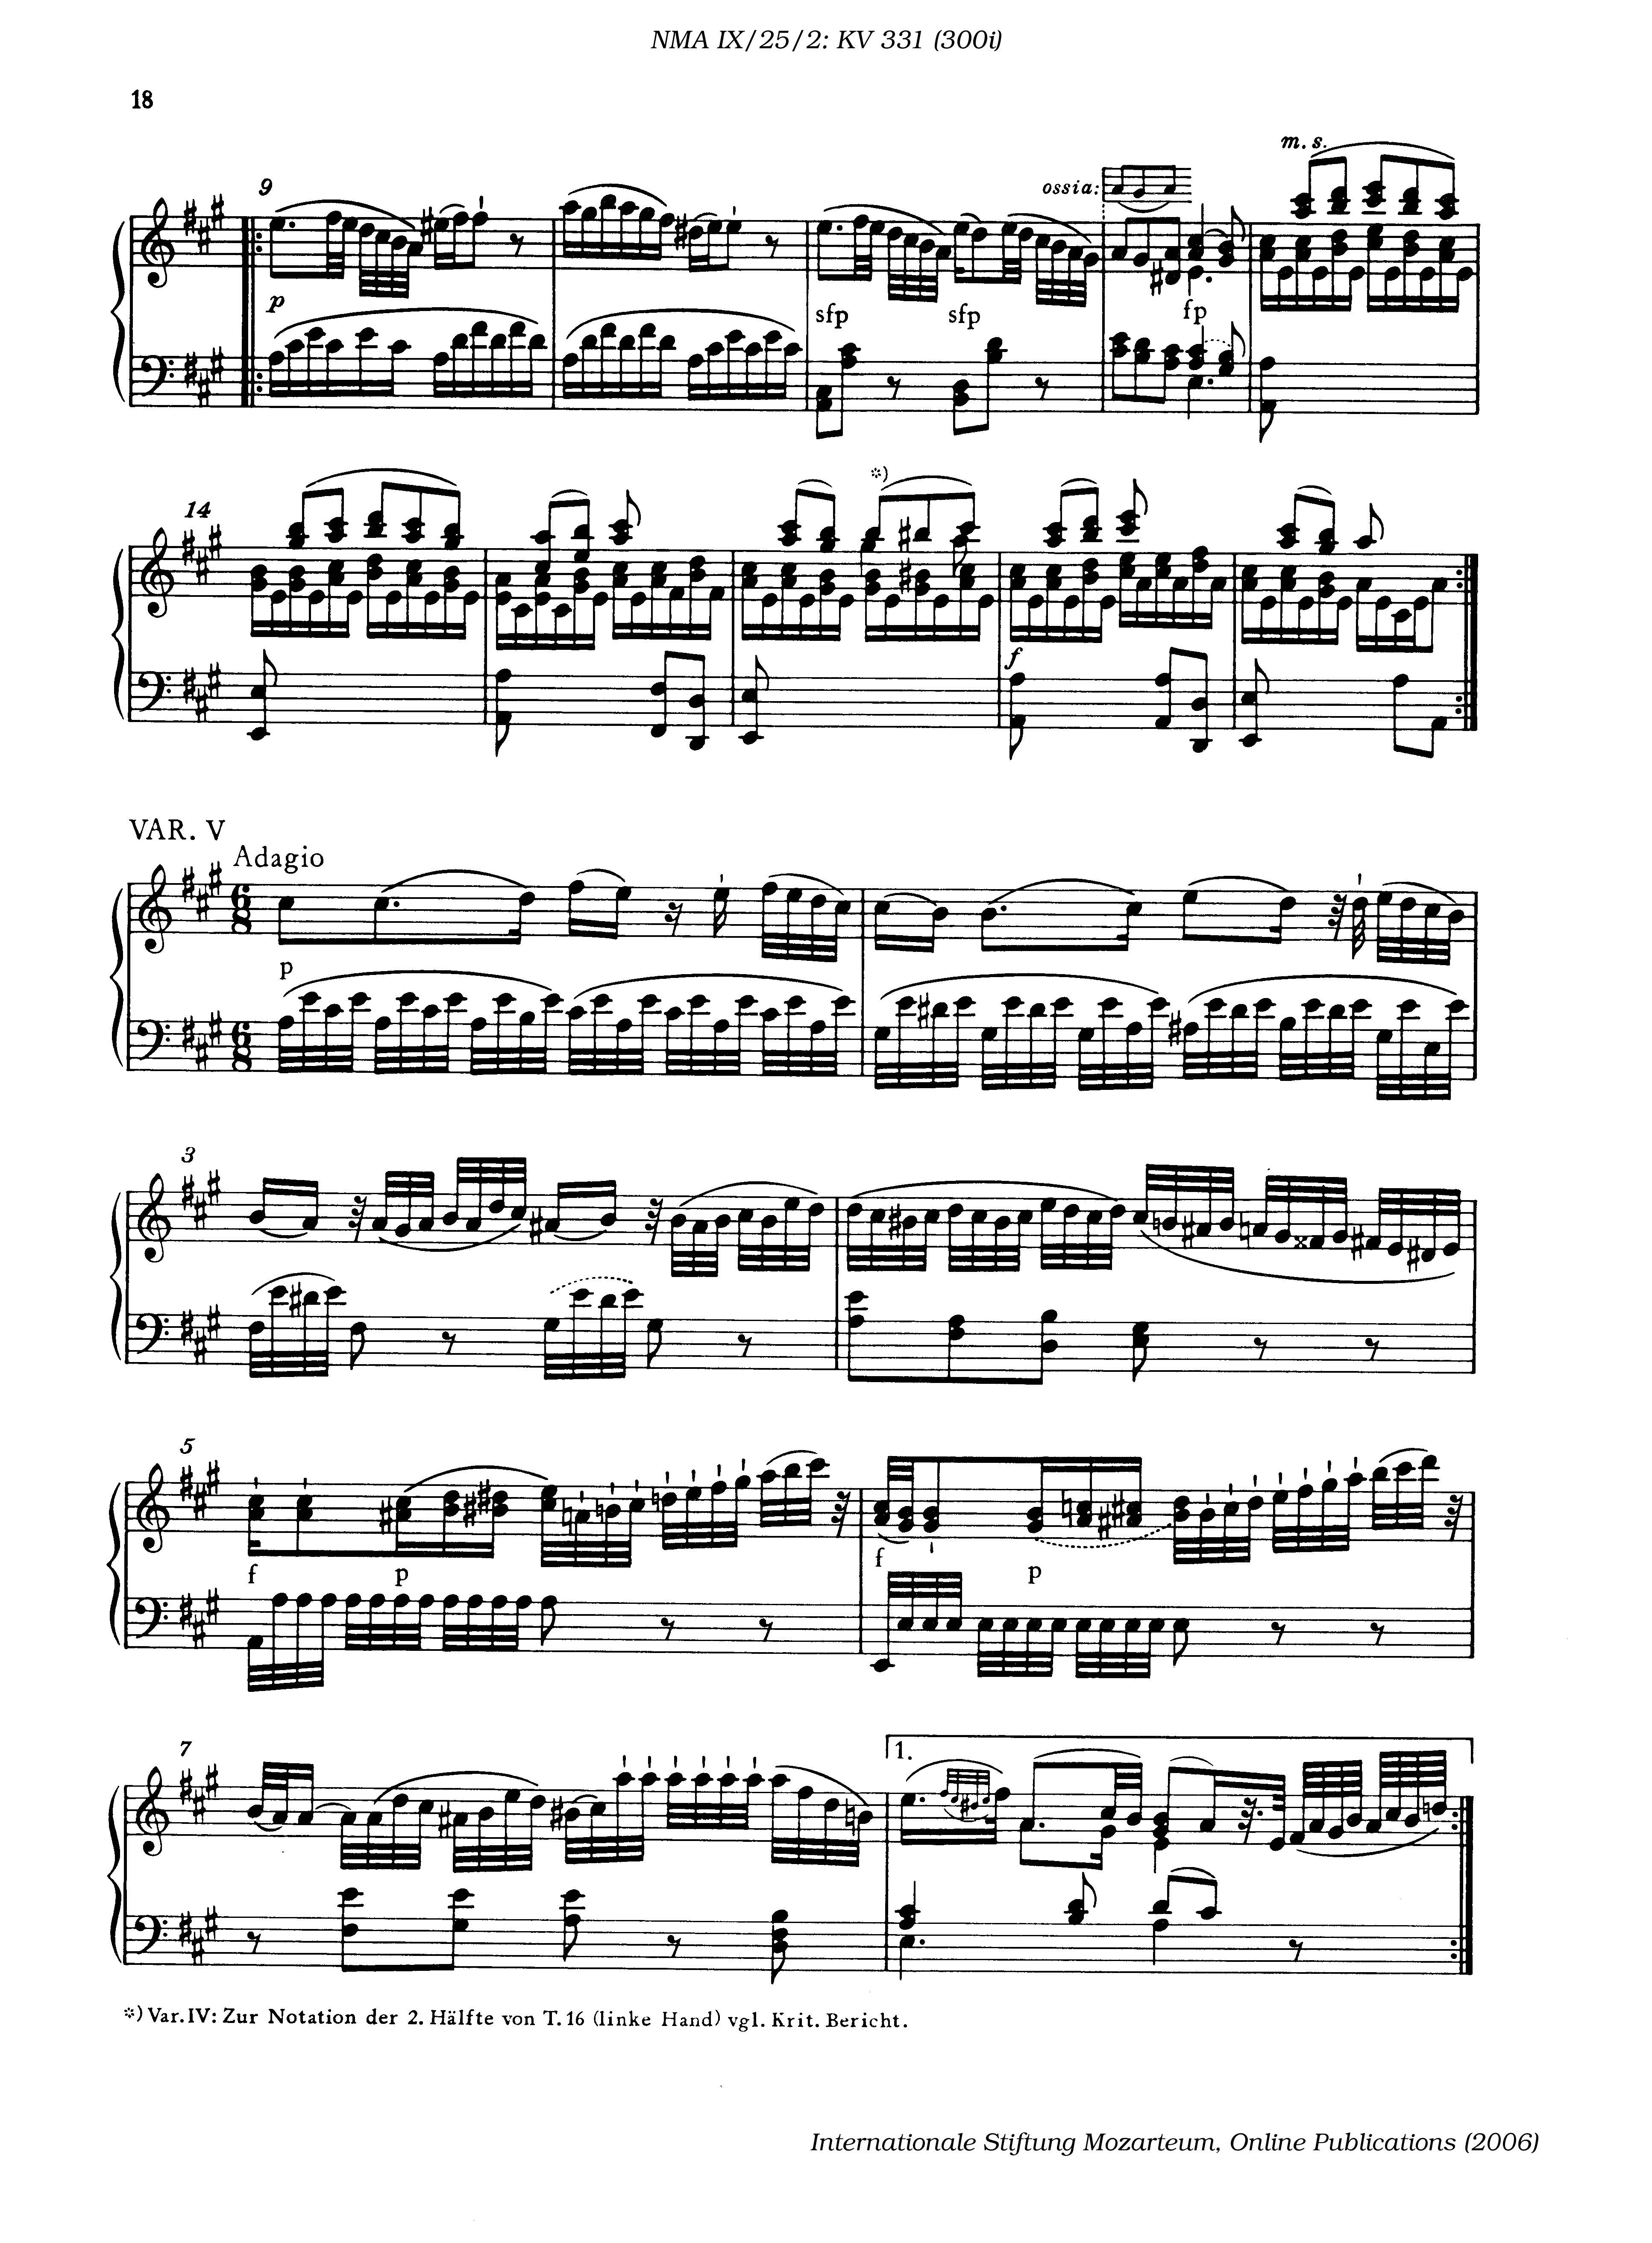 NMA IX/25/2: KV 331 (300i)
18
m. s.
9
ossia:
p
sfp sfp fp
14
*)
f
VAR. V
Adagio
6 8
p
6 8
3
5
f p f p
7
1.
*) Var. IV: Zur Notation der 2. Hälfte von T. 16 (linke Hand) vgl. Krit. Bericht.
Internationale Stiftung Mozarteum, Online Publications (2006)